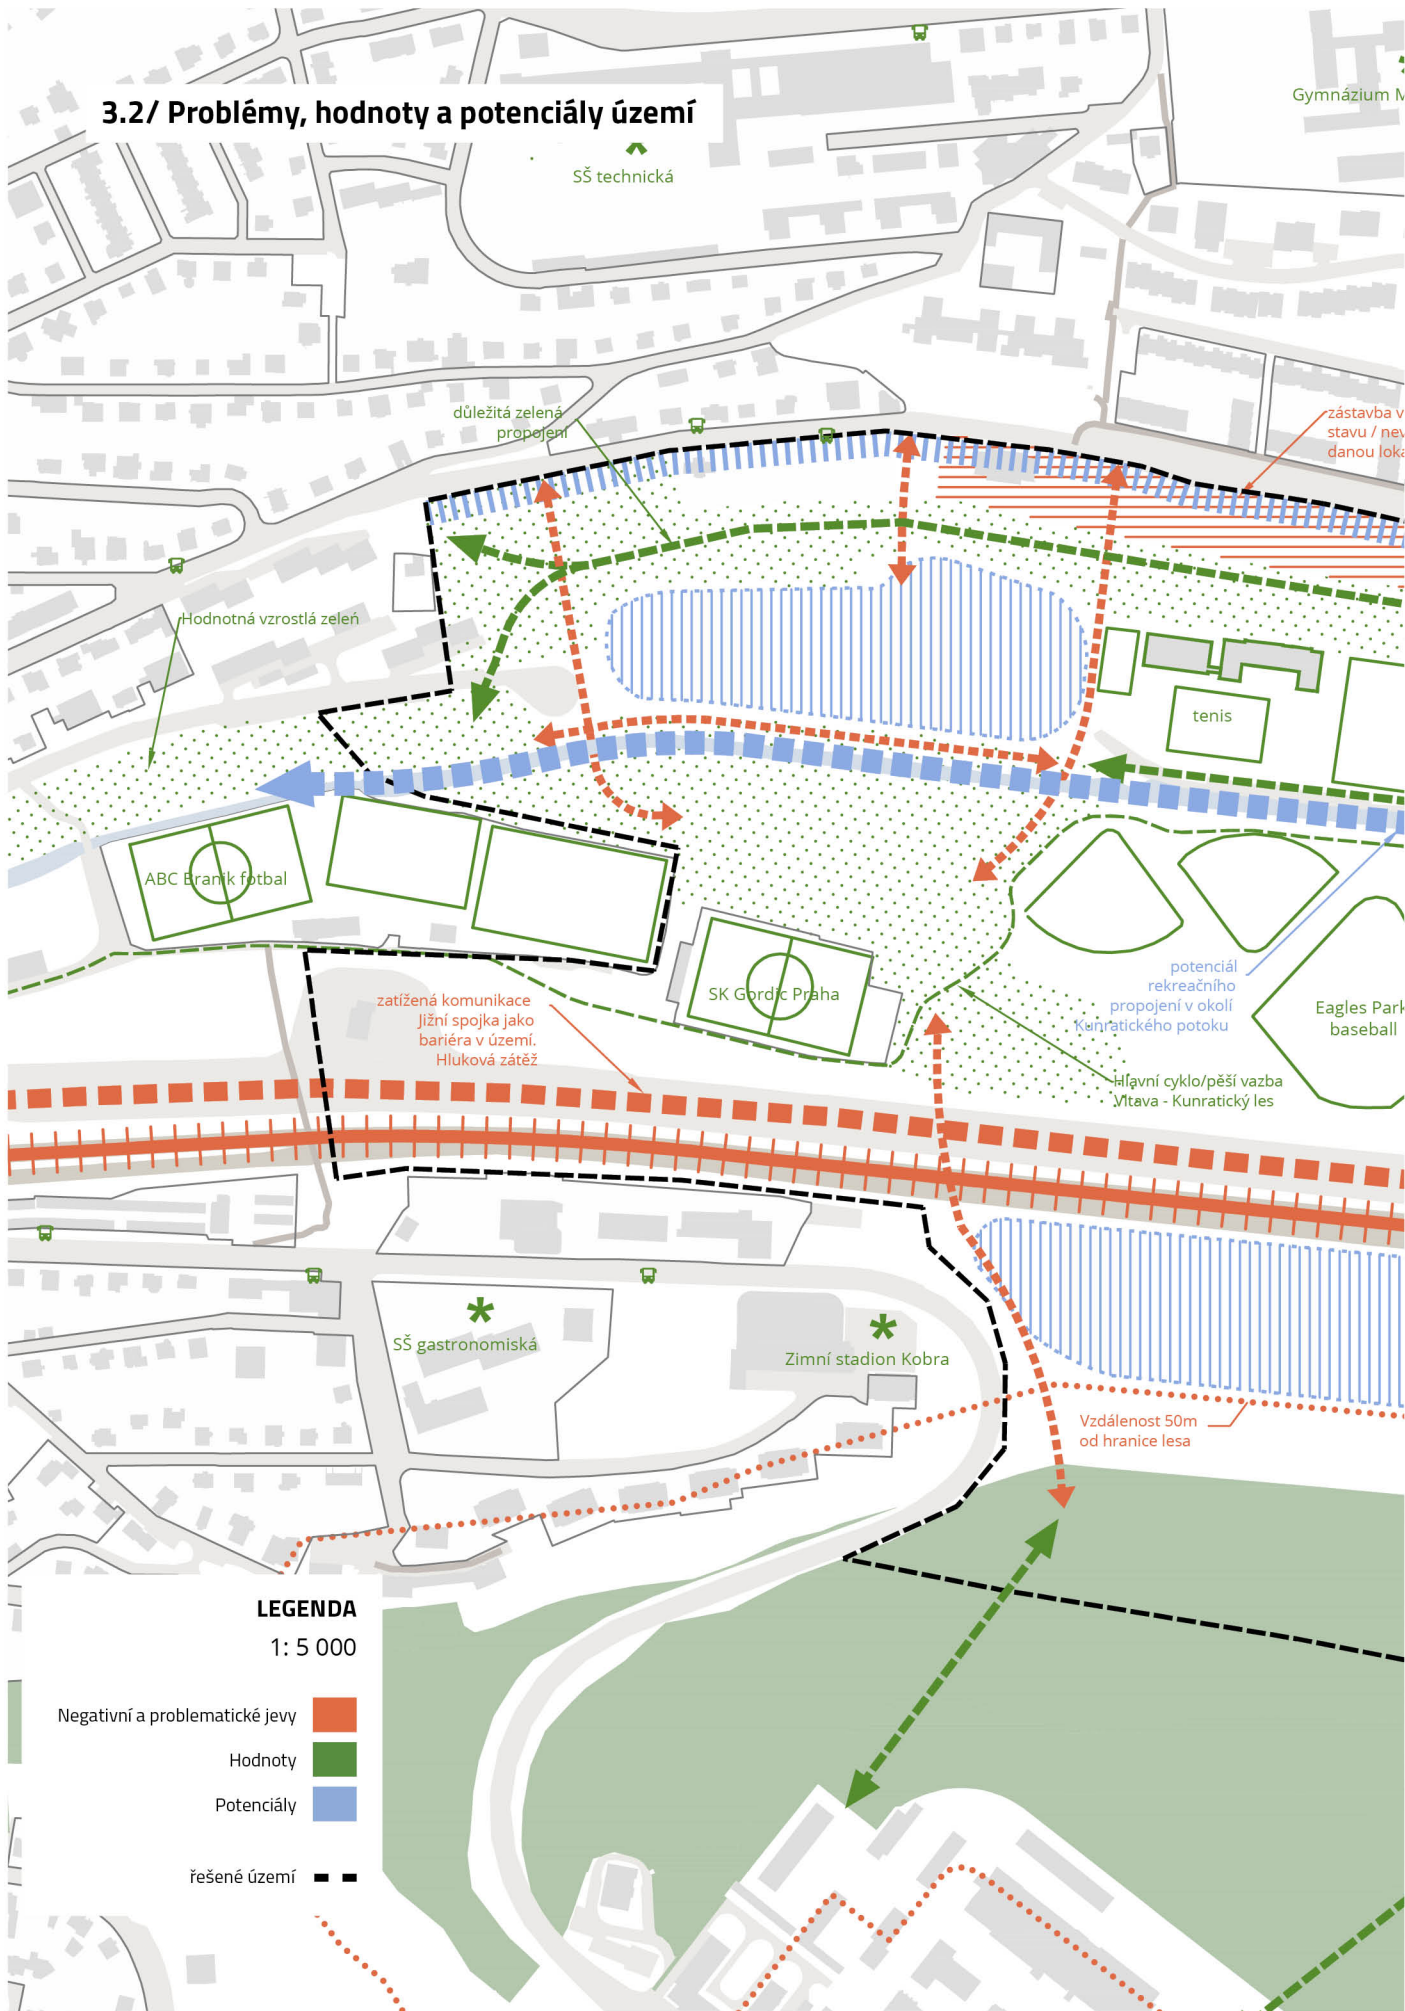 3.2/ Problémy, hodnoty a potenciály území
Gymnázium
SŠ technická
důležitá zelená
propojení
zástavba v
stavu /
danou
Hodnotná vzrostlá zeleň
tenis
ABC Braník fotbal
SK Gordic Praha
potenciál
rekreačního
propojení v okolí
Kunratického potoku
Eagles Park
baseball
zatížená komunikace
Jižní spojka jako
bariéra v území.
Hluková zátěž
Hlavní cyklo/pěší vazba
Vltava - Kunratický les
SŠ gastronomiská
Zimní stadion Kobra
Vzdálenost 50m
od hranice lesa
LEGENDA
1: 5 000
Negativní a problematické jevy
Hodnoty
Potenciály
řešené území